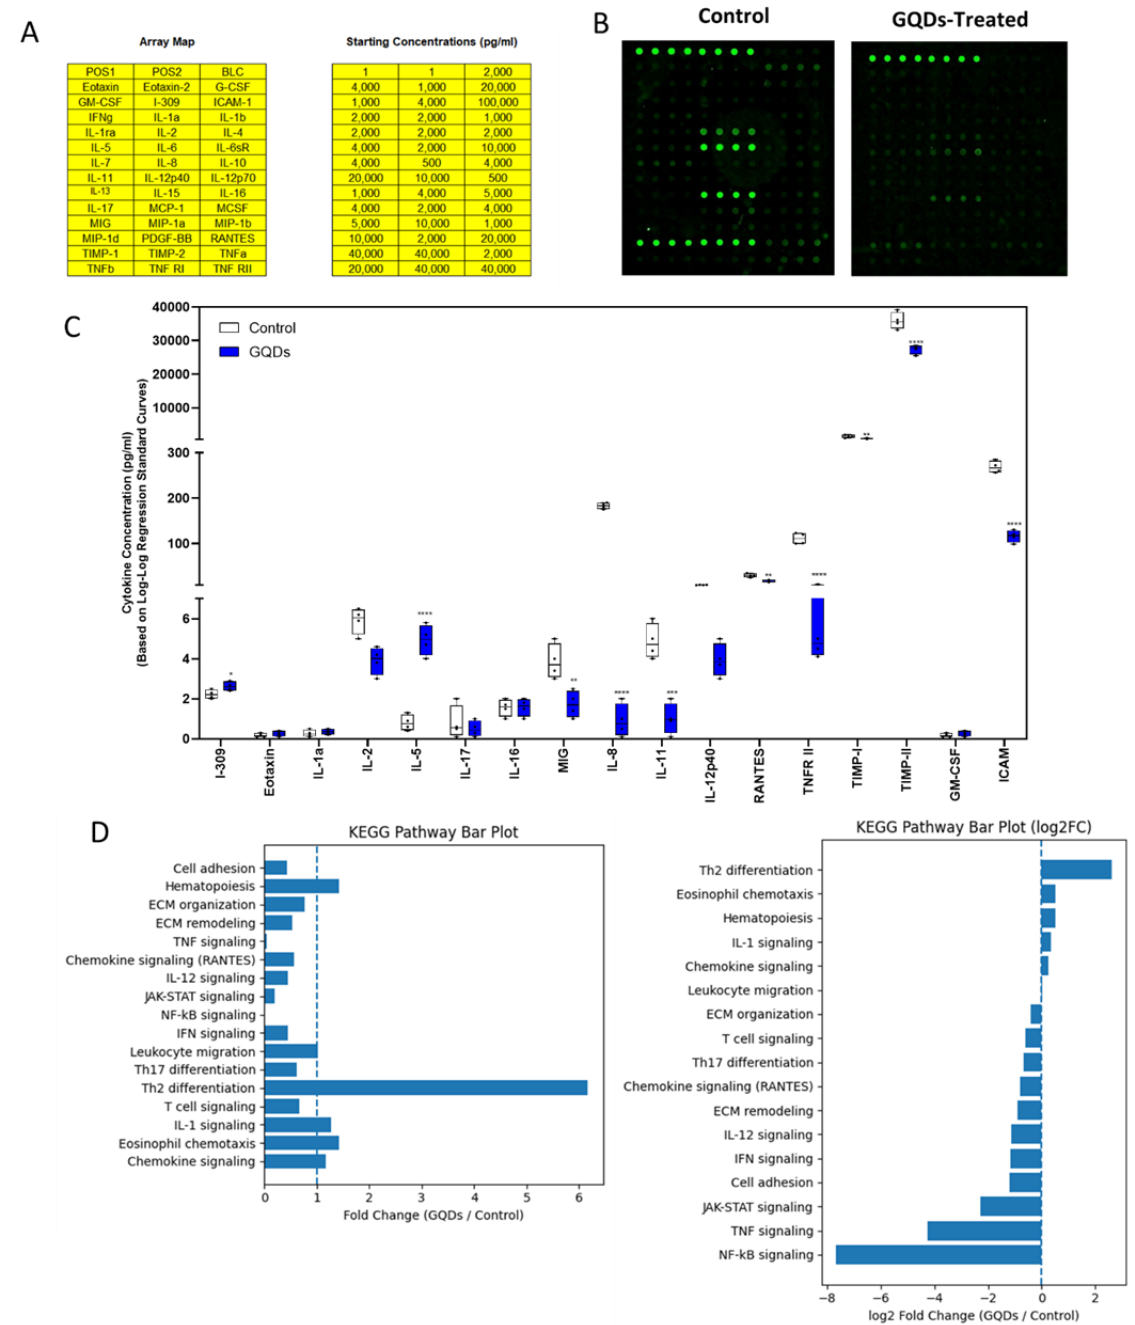 A
Array Map
Starting Concentrations (pg/ml)
POS1 POS2 BLC
Eotaxin Eotaxin-2 G-CSF
GM-CSF I-309 ICAM-1
IFNg IL-1a IL-1b
IL-1ra IL-2 IL-4
IL-5 IL-6 IL-6sR
IL-7 IL-8 IL-10
IL-11 IL-12p40 IL-12p70
IL-13 IL-15 IL-16
IL-17 MCP-1 MCSF
MIG MIP-1a MIP-1b
MIP-1d PDGF-BB RANTES
TIMP-1 TIMP-2 TNFa
TNFb TNF RI TNF RII
1 1 2,000
4,000 1,000 20,000
1,000 4,000 100,000
2,000 2,000 1,000
2,000 2,000 2,000
4,000 2,000 10,000
4,000 500 4,000
20,000 10,000 500
1,000 4,000 5,000
4,000 2,000 4,000
5,000 10,000 1,000
10,000 2,000 20,000
40,000 40,000 2,000
20,000 40,000 40,000
B
Control
GQDs-Treated
C
Cytokine Concentration (pg/ml)
(Based on Log-Log Regression Standard Curves)
40000
30000
20000
10000
300
200
100
6
4
2
0
Control
GQDs
*
****
**
****
***
****
**
****
**
****
****
I-309
Eotaxin
IL-1a
IL-2
IL-5
IL-17
IL-16
MIG
IL-8
IL-11
IL-12p40
RANTES
TNFR II
TIMP-I
TIMP-II
GM-CSF
ICAM
D
KEGG Pathway Bar Plot
Cell adhesion
Hematopoiesis
ECM organization
ECM remodeling
TNF signaling
Chemokine signaling (RANTES)
IL-12 signaling
JAK-STAT signaling
NF-kB signaling
IFN signaling
Leukocyte migration
Th17 differentiation
Th2 differentiation
T cell signaling
IL-1 signaling
Eosinophil chemotaxis
Chemokine signaling
0 1 2 3 4 5 6
Fold Change (GQDs / Control)
KEGG Pathway Bar Plot (log2FC)
Th2 differentiation
Eosinophil chemotaxis
Hematopoiesis
IL-1 signaling
Chemokine signaling
Leukocyte migration
ECM organization
T cell signaling
Th17 differentiation
Chemokine signaling (RANTES)
ECM remodeling
IL-12 signaling
IFN signaling
Cell adhesion
JAK-STAT signaling
TNF signaling
NF-kB signaling
−8 −6 −4 −2 0 2
log2 Fold Change (GQDs / Control)